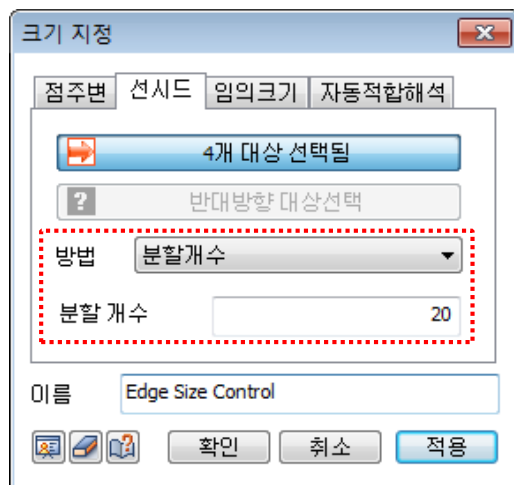 크기 지정
점주변 선시드 임의크기 자동적합해석
4개 대상 선택됨
반대방향 대상선택
방법 분할개수
분할 개수 20
이름 Edge Size Control
확인 취소 적용